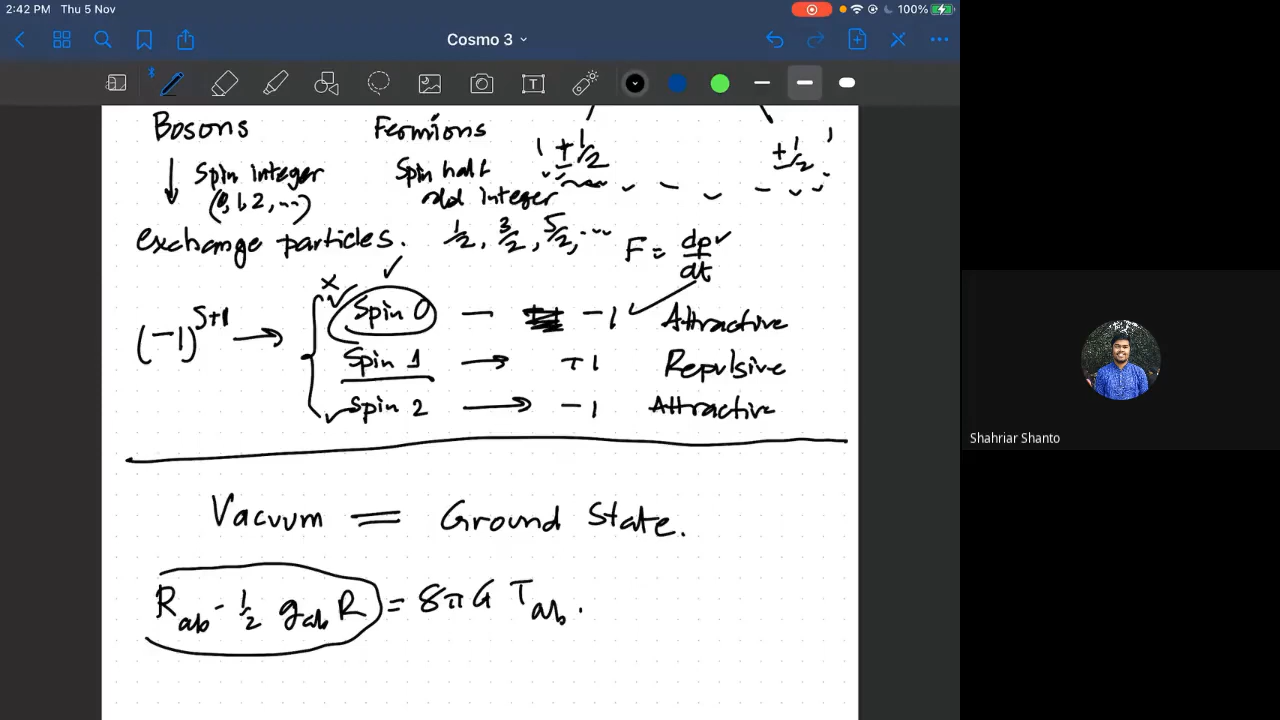 2:42 PM Thu 5 Nov
100%
Cosmo 3
T
Bosons Fermions
Spin integer
(0, 1, 2, ...)
Spin half
odd integer
1/2, 3/2, 5/2, ...
1 + 1/2
+ 1/2
exchange particles.
F = dp/dt
(-1)^{S+1} → Spin 0 — -1 Attractive
Spin 1 → +1 Repulsive
Spin 2 → -1 Attractive
Vacuum = Ground State.
R_ab - 1/2 g_ab R = 8πG T_ab.
Shahriar Shanto